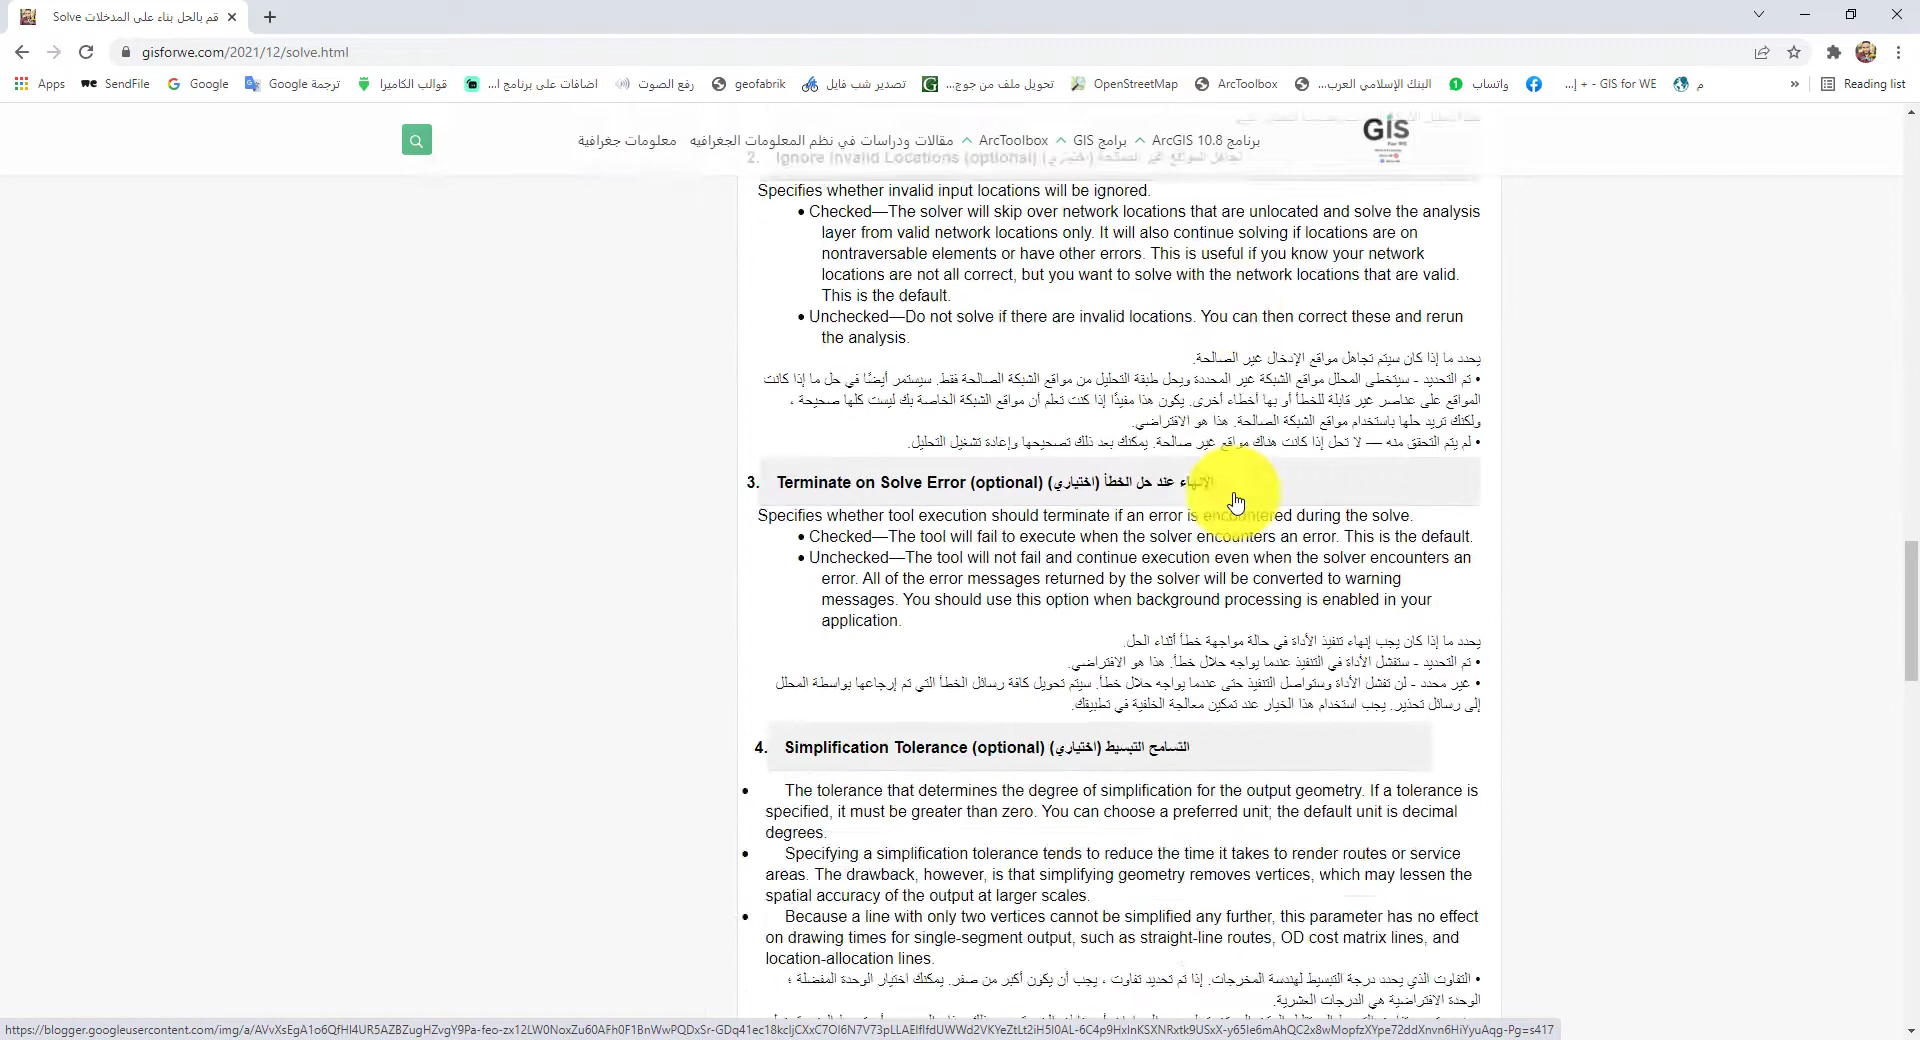 قم بالحل بناء على المدخلات Solve
gisforwe.com/2021/12/solve.html
Apps
SendFile
Google
ترجمة Google
قوالب الكاميرا
اضافات على برنامج ا...
رفع الصوت
geofabrik
تصدير شب فايل
تحويل ملف من جوج...
OpenStreetMap
ArcToolbox
البنك الإسلامي العرب...
واتساب
إ... + - GIS for WE
م
»
Reading list
GIS
For WE
برنامج ArcGIS 10.8
برامج GIS
ArcToolbox
مقالات ودراسات في نظم المعلومات الجغرافيه
معلومات جغرافية
2. Ignore Invalid Locations (optional) تجاهل المواقع غير الصالحة (اختياري)
Specifies whether invalid input locations will be ignored.
• Checked—The solver will skip over network locations that are unlocated and solve the analysis
layer from valid network locations only. It will also continue solving if locations are on
nontraversable elements or have other errors. This is useful if you know your network
locations are not all correct, but you want to solve with the network locations that are valid.
This is the default.
• Unchecked—Do not solve if there are invalid locations. You can then correct these and rerun
the analysis.
يحدد ما إذا كان سيتم تجاهل مواقع الإدخال غير الصالحة.
• تم التحديد - سيتخطى المحلل مواقع الشبكة غير المحددة ويحل طبقة التحليل من مواقع الشبكة الصالحة فقط. سيستمر أيضًا في حل ما إذا كانت
المواقع على عناصر غير قابلة للخطأ أو بها أخطاء أخرى. يكون هذا مفيدًا إذا كنت تعلم أن مواقع الشبكة الخاصة بك ليست كلها صحيحة ،
ولكنك تريد حلها باستخدام مواقع الشبكة الصالحة. هذا هو الافتراضي.
• لم يتم التحقق منه — لا تحل إذا كانت هناك مواقع غير صالحة. يمكنك بعد ذلك تصحيحها وإعادة تشغيل التحليل.
3. Terminate on Solve Error (optional) الإنهاء عند حل الخطأ (اختياري)
Specifies whether tool execution should terminate if an error is encountered during the solve.
• Checked—The tool will fail to execute when the solver encounters an error. This is the default.
• Unchecked—The tool will not fail and continue execution even when the solver encounters an
error. All of the error messages returned by the solver will be converted to warning
messages. You should use this option when background processing is enabled in your
application.
يحدد ما إذا كان يجب إنهاء تنفيذ الأداة في حالة مواجهة خطأ أثناء الحل.
• تم التحديد - ستفشل الأداة في التنفيذ عندما يواجه حلال خطأ. هذا هو الافتراضي.
• غير محدد - لن تفشل الأداة وستواصل التنفيذ حتى عندما يواجه حلال خطأ. سيتم تحويل كافة رسائل الخطأ التي تم إرجاعها بواسطة المحلل
إلى رسائل تحذير. يجب استخدام هذا الخيار عند تمكين معالجة الخلفية في تطبيقك.
4. Simplification Tolerance (optional) التسامح التبسيط (اختياري)
• The tolerance that determines the degree of simplification for the output geometry. If a tolerance is
specified, it must be greater than zero. You can choose a preferred unit; the default unit is decimal
degrees.
• Specifying a simplification tolerance tends to reduce the time it takes to render routes or service
areas. The drawback, however, is that simplifying geometry removes vertices, which may lessen the
spatial accuracy of the output at larger scales.
• Because a line with only two vertices cannot be simplified any further, this parameter has no effect
on drawing times for single-segment output, such as straight-line routes, OD cost matrix lines, and
location-allocation lines.
• التفاوت الذي يحدد درجة التبسيط لهندسة المخرجات. إذا تم تحديد تفاوت ، يجب أن يكون أكبر من صفر. يمكنك اختيار الوحدة المفضلة ؛
الوحدة الافتراضية هي الدرجات العشرية.